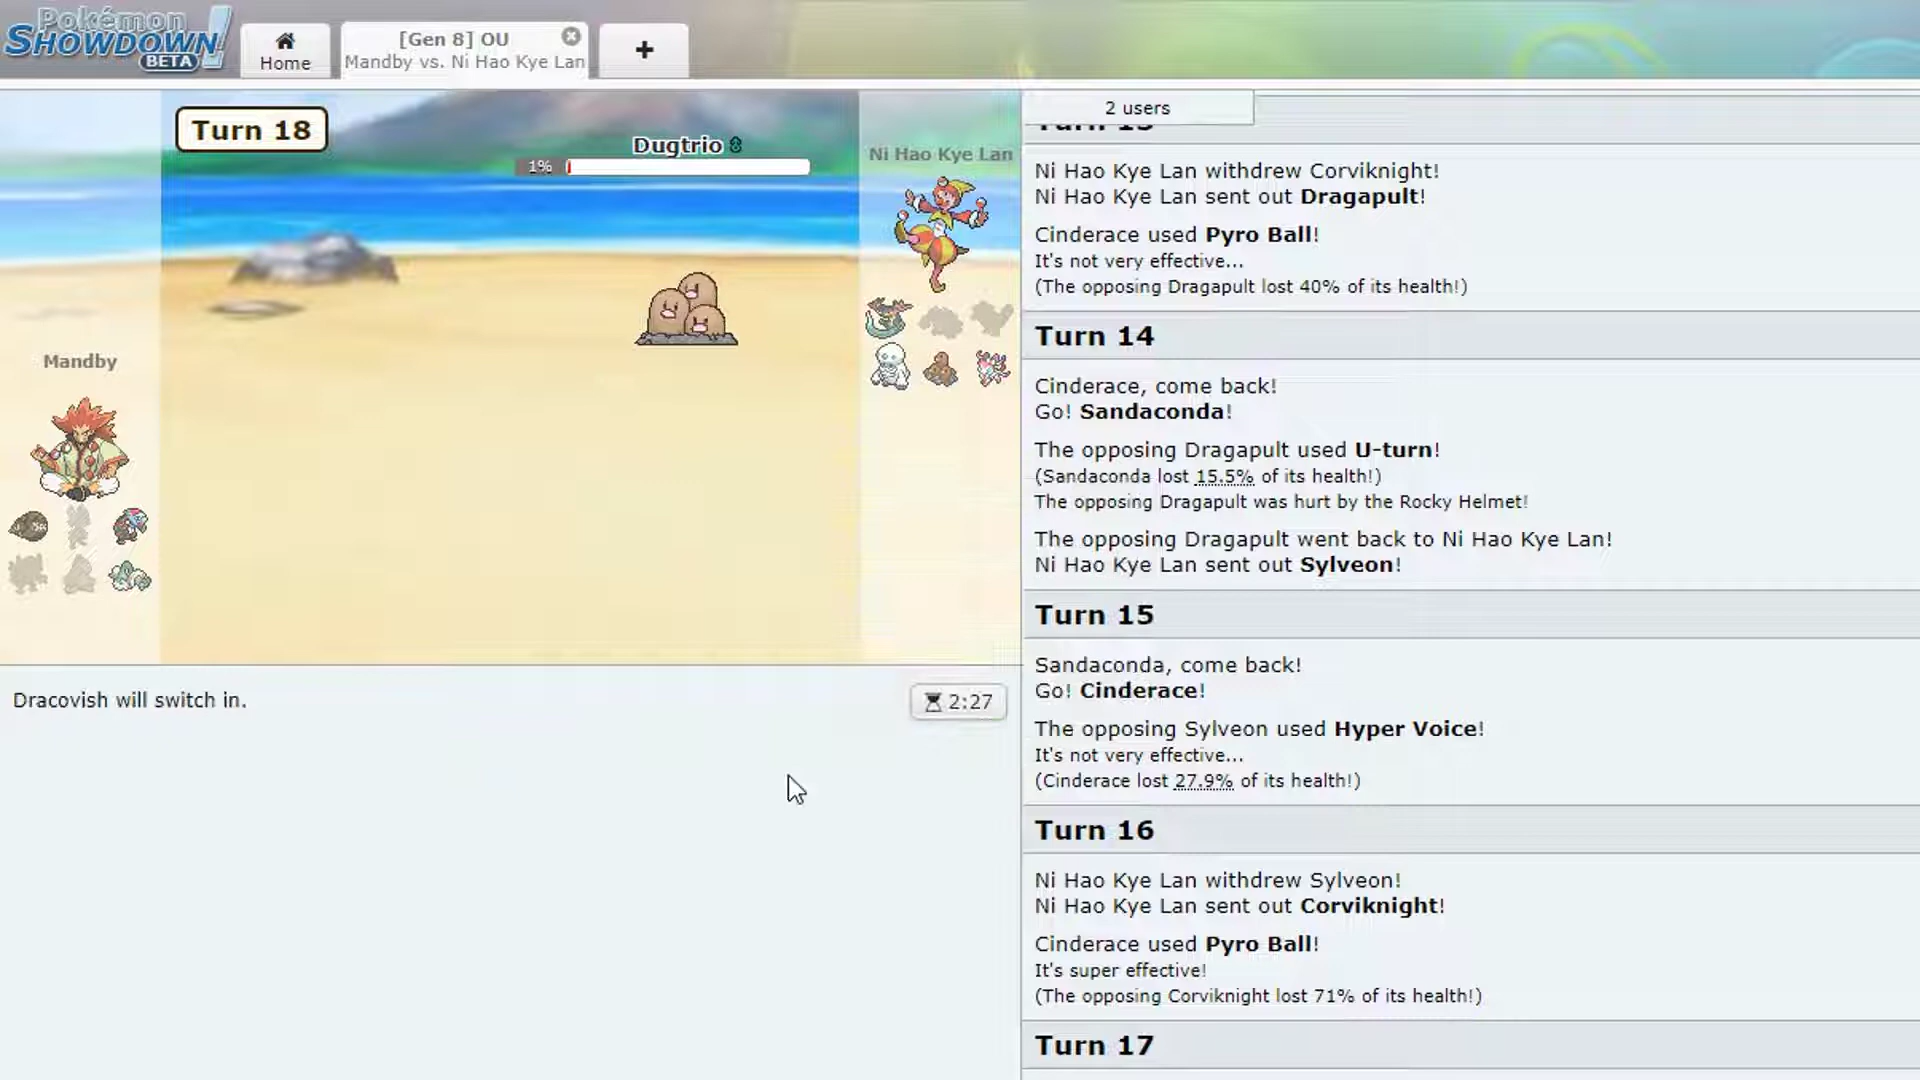 Pokémon
SHOWDOWN!
BETA
Home
[Gen 8] OU
Mandby vs. Ni Hao Kye Lan
+
Turn 18
Dugtrio
1%
Ni Hao Kye Lan
Mandby
Dracovish will switch in.
2:27
2 users
Turn 13
Ni Hao Kye Lan withdrew Corviknight!
Ni Hao Kye Lan sent out Dragapult!
Cinderace used Pyro Ball!
It's not very effective...
(The opposing Dragapult lost 40% of its health!)
Turn 14
Cinderace, come back!
Go! Sandaconda!
The opposing Dragapult used U-turn!
(Sandaconda lost 15.5% of its health!)
The opposing Dragapult was hurt by the Rocky Helmet!
The opposing Dragapult went back to Ni Hao Kye Lan!
Ni Hao Kye Lan sent out Sylveon!
Turn 15
Sandaconda, come back!
Go! Cinderace!
The opposing Sylveon used Hyper Voice!
It's not very effective...
(Cinderace lost 27.9% of its health!)
Turn 16
Ni Hao Kye Lan withdrew Sylveon!
Ni Hao Kye Lan sent out Corviknight!
Cinderace used Pyro Ball!
It's super effective!
(The opposing Corviknight lost 71% of its health!)
Turn 17